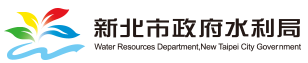 新北市政府水利局
Water Resources Department,New Taipei City Government